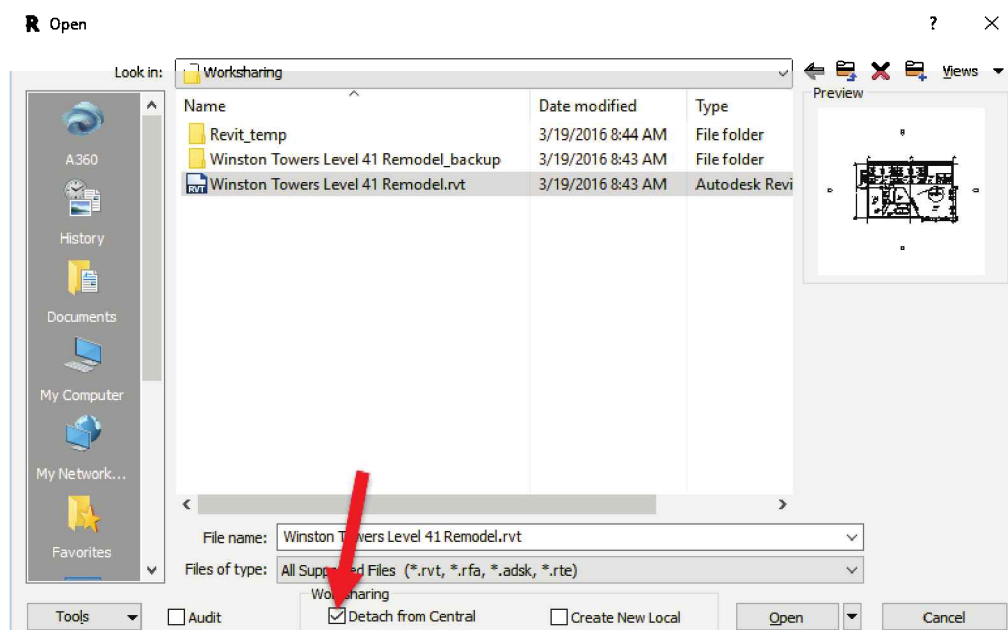 R Open ?
Look in: Worksharing Views
Preview
Name Date modified Type
Revit_temp 3/19/2016 8:44 AM File folder
Winston Towers Level 41 Remodel_backup 3/19/2016 8:43 AM File folder
RVT Winston Towers Level 41 Remodel.rvt 3/19/2016 8:43 AM Autodesk Revi
A360
History
Documents
My Computer
My Network...
Favorites
File name: Winston Towers Level 41 Remodel.rvt
Files of type: All Supported Files (*.rvt, *.rfa, *.adsk, *.rte)
Worksharing
Tools Audit Detach from Central Create New Local Open Cancel